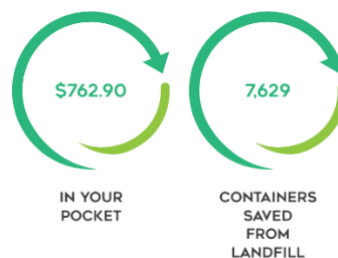 $762.90
IN YOUR
POCKET
7,629
CONTAINERS
SAVED
FROM
LANDFILL